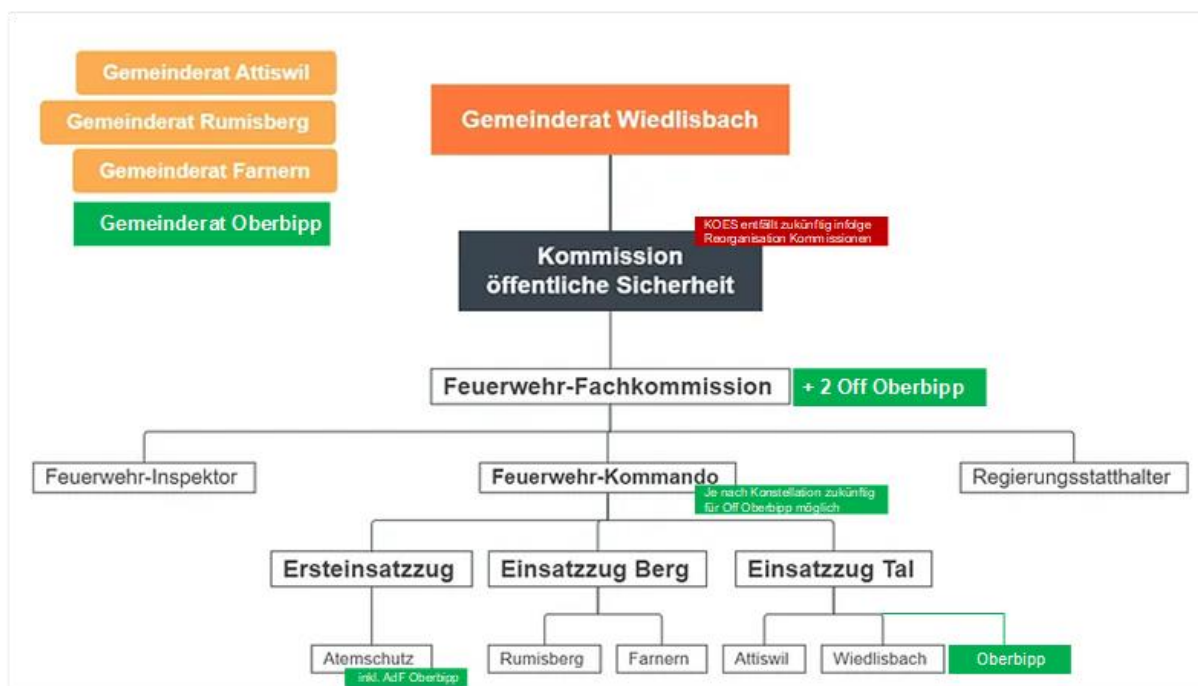 Gemeinderat Attiswil
Gemeinderat Rumisberg
Gemeinderat Farnern
Gemeinderat Oberbipp
Gemeinderat Wiedlisbach
KOES entfällt zukünftig infolge
Reorganisation Kommissionen
Kommission
öffentliche Sicherheit
Feuerwehr-Fachkommission
+ 2 Off Oberbipp
Feuerwehr-Inspektor
Feuerwehr-Kommando
Regierungsstatthalter
Je nach Konstellation zukünftig
für Off Oberbipp möglich
Ersteinsatzzug
Einsatzzug Berg
Einsatzzug Tal
Atemschutz
inkl. AdF Oberbipp
Rumisberg
Farnern
Attiswil
Wiedlisbach
Oberbipp